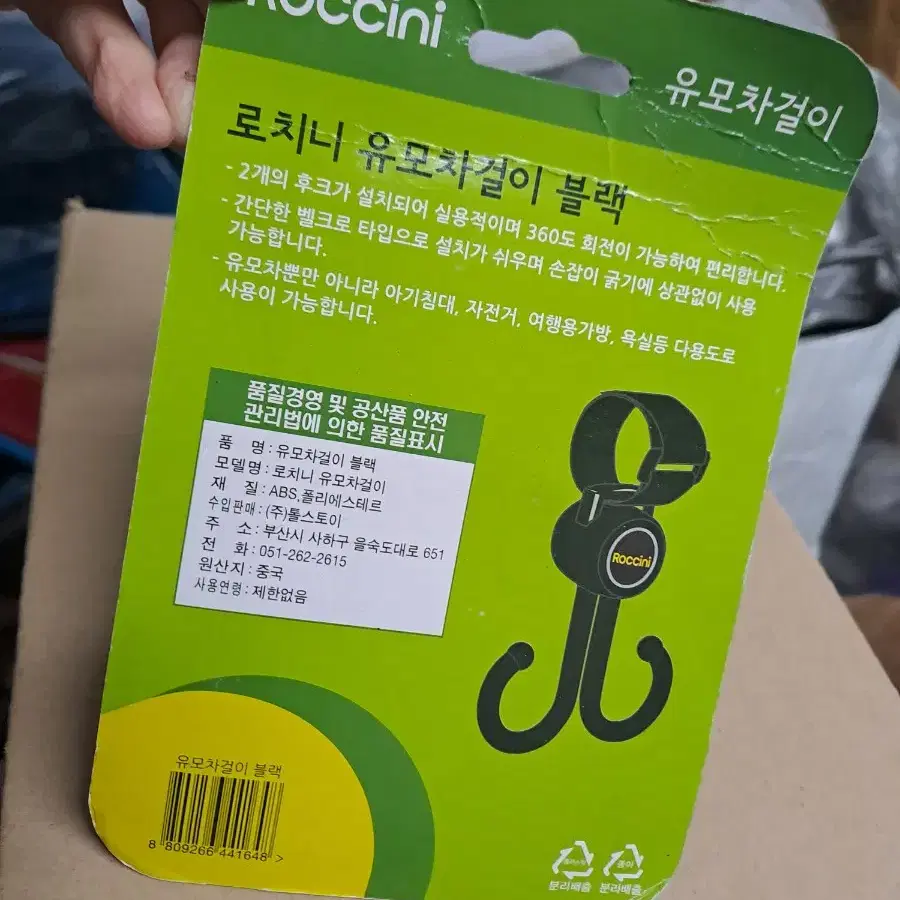 Roccini
유모차걸이
로치니 유모차걸이 블랙
- 2개의 후크가 설치되어 실용적이며 360도 회전이 가능하여 편리합니다.
- 간단한 벨크로 타입으로 설치가 쉬우며 손잡이 굵기에 상관없이 사용
가능합니다.
- 유모차뿐만 아니라 아기침대, 자전거, 여행용가방, 욕실등 다용도로
사용이 가능합니다.
품질경영 및 공산품 안전
관리법에 의한 품질표시
품 명 : 유모차걸이 블랙
모델명 : 로치니 유모차걸이
재 질 : ABS,폴리에스테르
수입판매 : (주)톨스토이
주 소 : 부산시 사하구 을숙도대로 651
전 화 : 051-262-2615
원산지 : 중국
사용연령 : 제한없음
Roccini
유모차걸이 블랙
8 809266 441648 >
플라스틱
분리배출
종이
분리배출